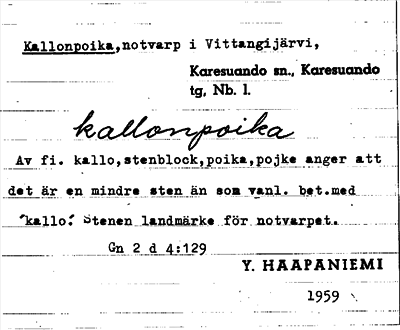 Kallonpoika, notvarp i Vittangijärvi,
Karesuando sn., Karesuando
tg, Nb. l.
kallonpoika
Av fi. kallo,stenblock,poika,pojke anger att
det är en mindre sten än som vanl. bet.med
"kallo". Stenen landmärke för notvarpet.
Gn 2 d 4:129
Y. HAAPANIEMI
1959